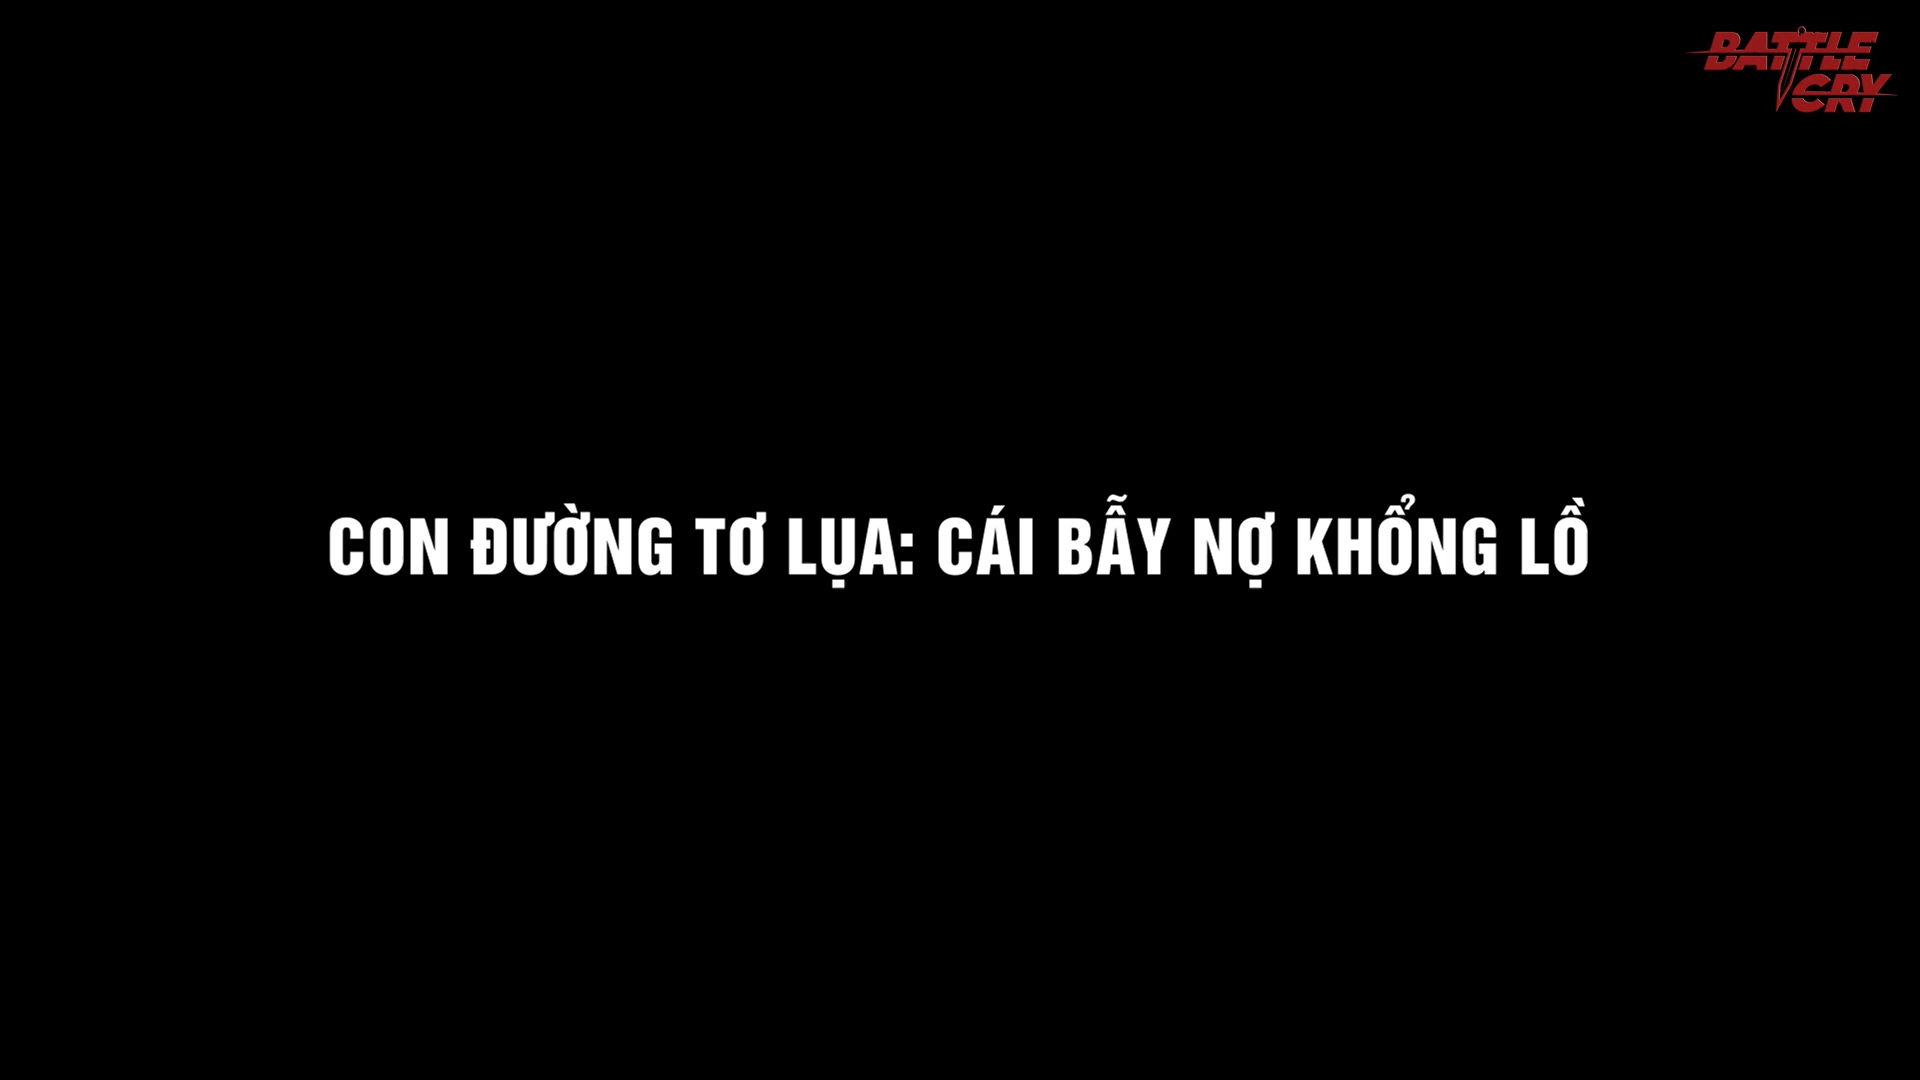 BATTLE
CRY
CON ĐƯỜNG TƠ LỤA: CÁI BẪY NỢ KHỔNG LỒ